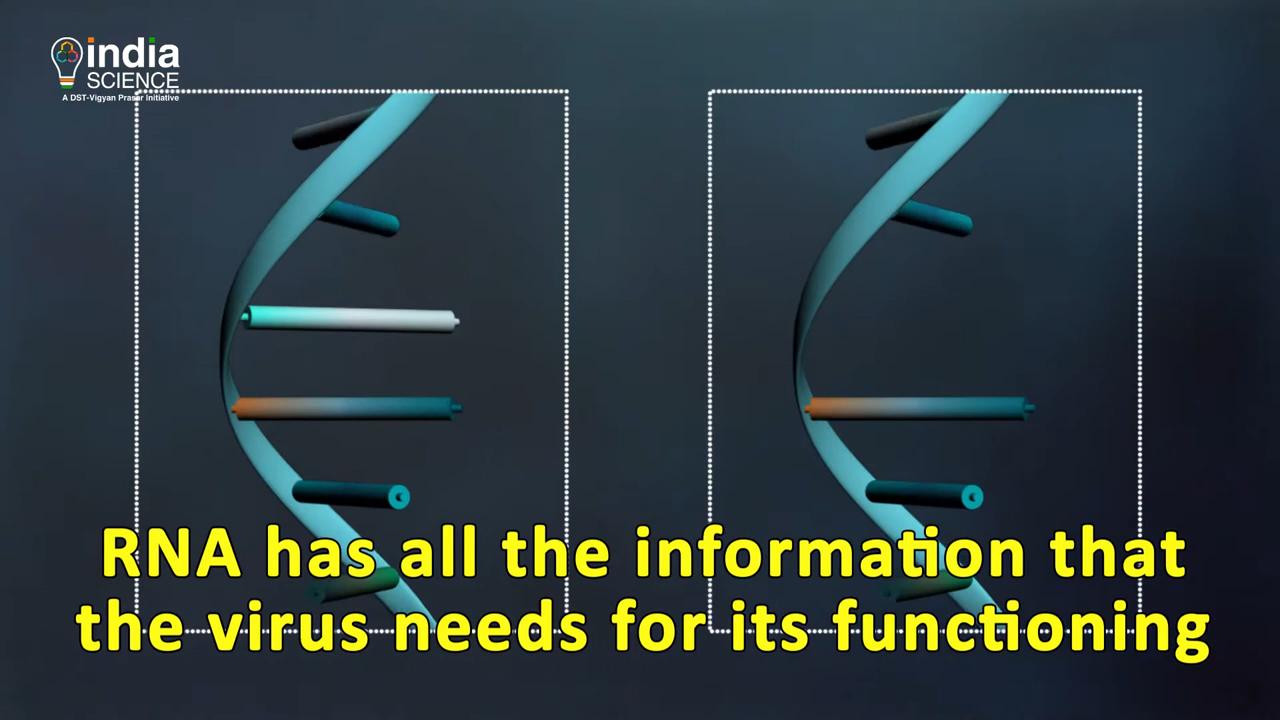 india
SCIENCE
A DST-Vigyan Prasar Initiative
RNA has all the information that
the virus needs for its functioning